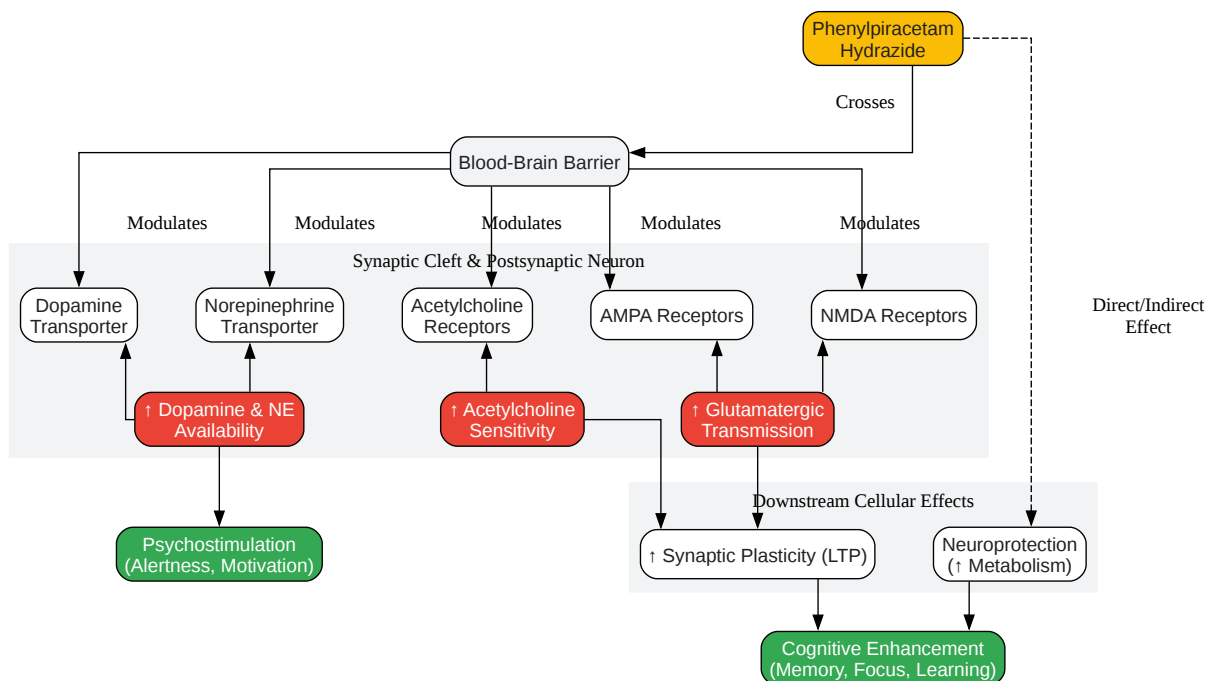 Phenylpiracetam
Hydrazide
Crosses
Blood-Brain Barrier
Modulates
Modulates
Modulates
Modulates
Modulates
Synaptic Cleft & Postsynaptic Neuron
Dopamine
Transporter
Norepinephrine
Transporter
Acetylcholine
Receptors
AMPA Receptors
NMDA Receptors
Direct/Indirect
Effect
↑ Dopamine & NE
Availability
↑ Acetylcholine
Sensitivity
↑ Glutamatergic
Transmission
Downstream Cellular Effects
Psychostimulation
(Alertness, Motivation)
↑ Synaptic Plasticity (LTP)
Neuroprotection
(↑ Metabolism)
Cognitive Enhancement
(Memory, Focus, Learning)